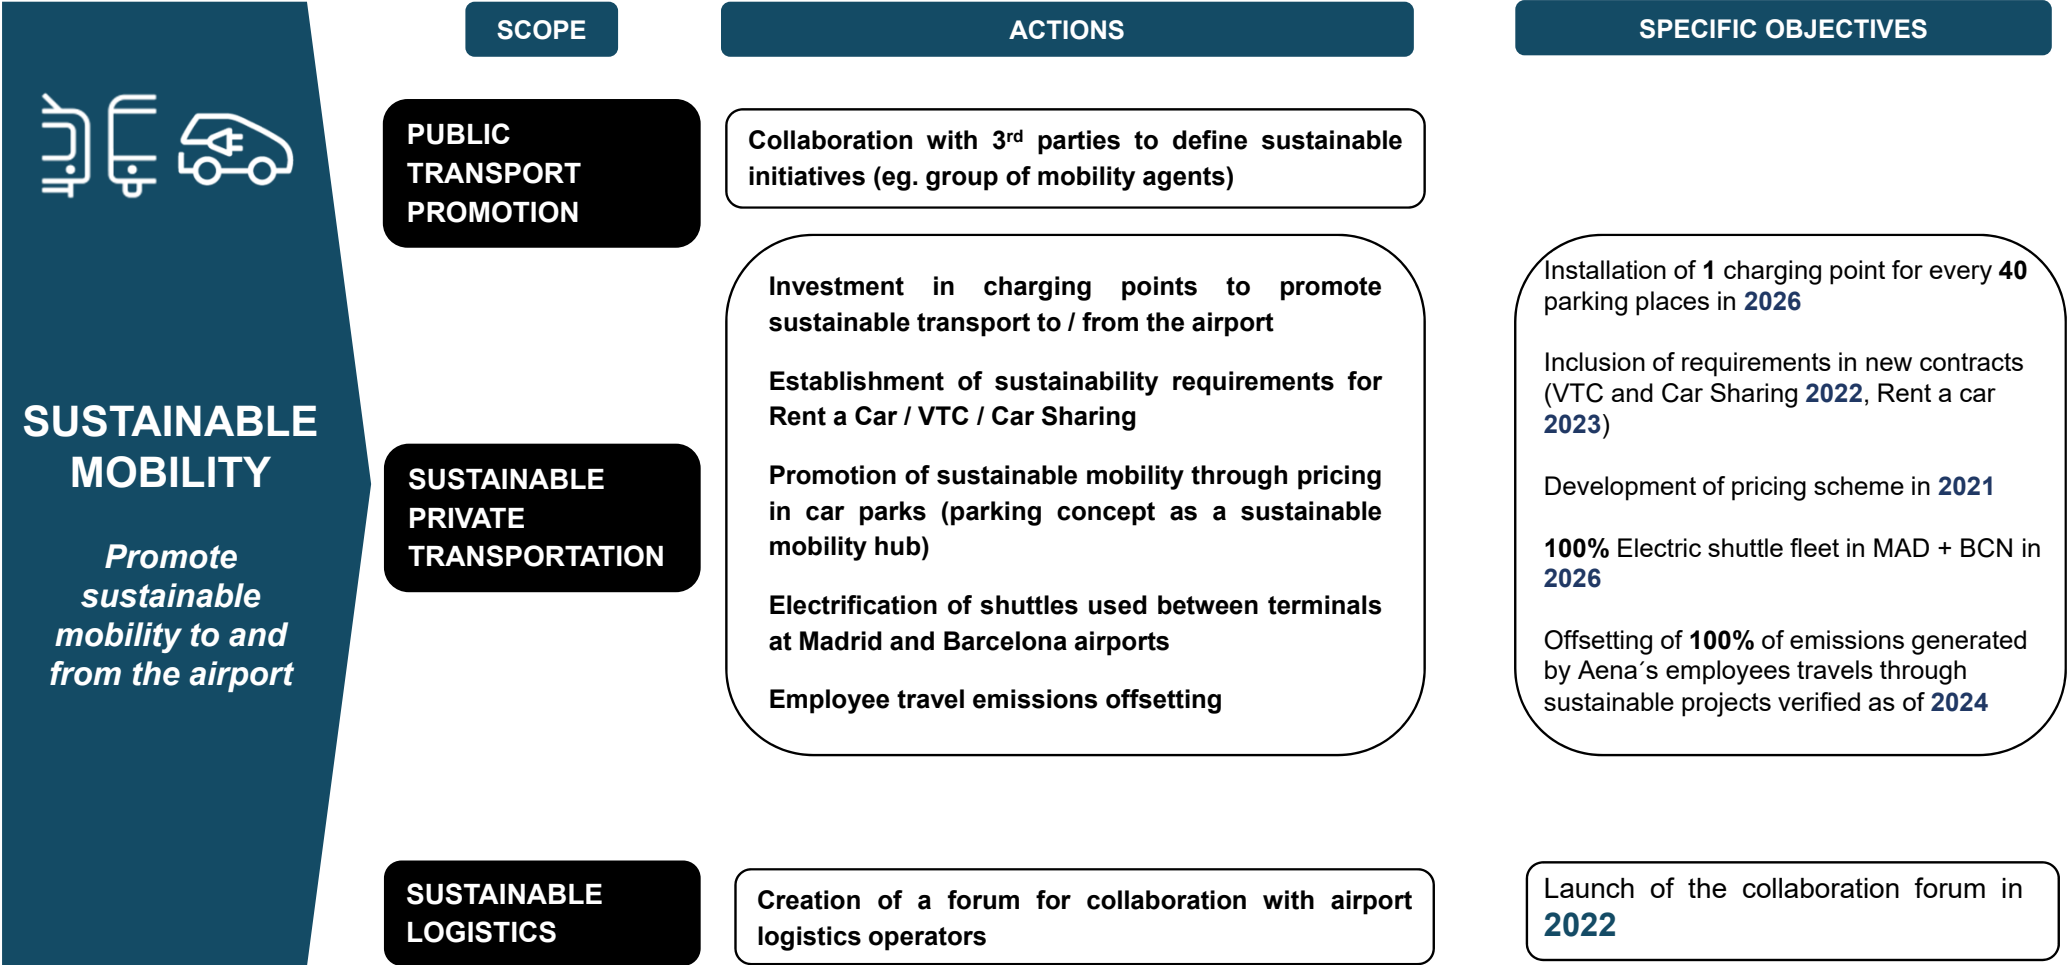 SCOPE
ACTIONS
SPECIFIC OBJECTIVES
SUSTAINABLE
MOBILITY
Promote
sustainable
mobility to and
from the airport
PUBLIC
TRANSPORT
PROMOTION
Collaboration with 3rd parties to define sustainable
initiatives (eg. group of mobility agents)
SUSTAINABLE
PRIVATE
TRANSPORTATION
Investment in charging points to promote
sustainable transport to / from the airport
Establishment of sustainability requirements for
Rent a Car / VTC / Car Sharing
Promotion of sustainable mobility through pricing
in car parks (parking concept as a sustainable
mobility hub)
Electrification of shuttles used between terminals
at Madrid and Barcelona airports
Employee travel emissions offsetting
Installation of 1 charging point for every 40
parking places in 2026
Inclusion of requirements in new contracts
(VTC and Car Sharing 2022, Rent a car
2023)
Development of pricing scheme in 2021
100% Electric shuttle fleet in MAD + BCN in
2026
Offsetting of 100% of emissions generated
by Aena´s employees travels through
sustainable projects verified as of 2024
SUSTAINABLE
LOGISTICS
Creation of a forum for collaboration with airport
logistics operators
Launch of the collaboration forum in
2022